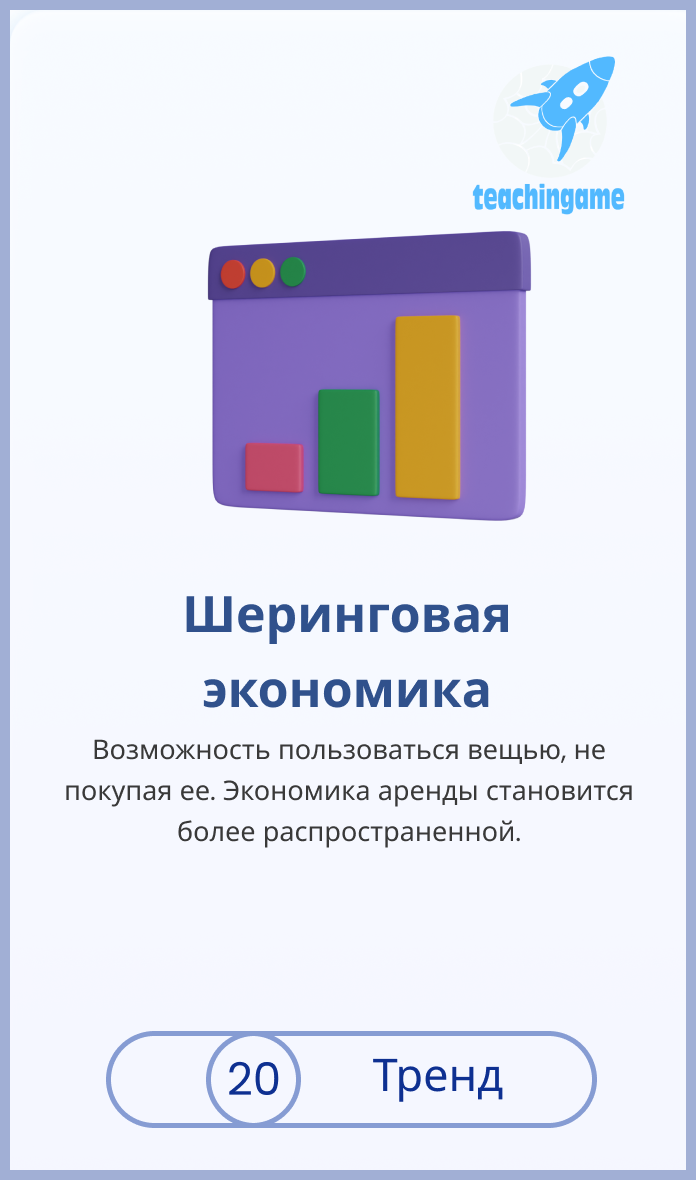 teachingame
Шеринговая
экономика
Возможность пользоваться вещью, не
покупая ее. Экономика аренды становится
более распространенной.
20 Тренд